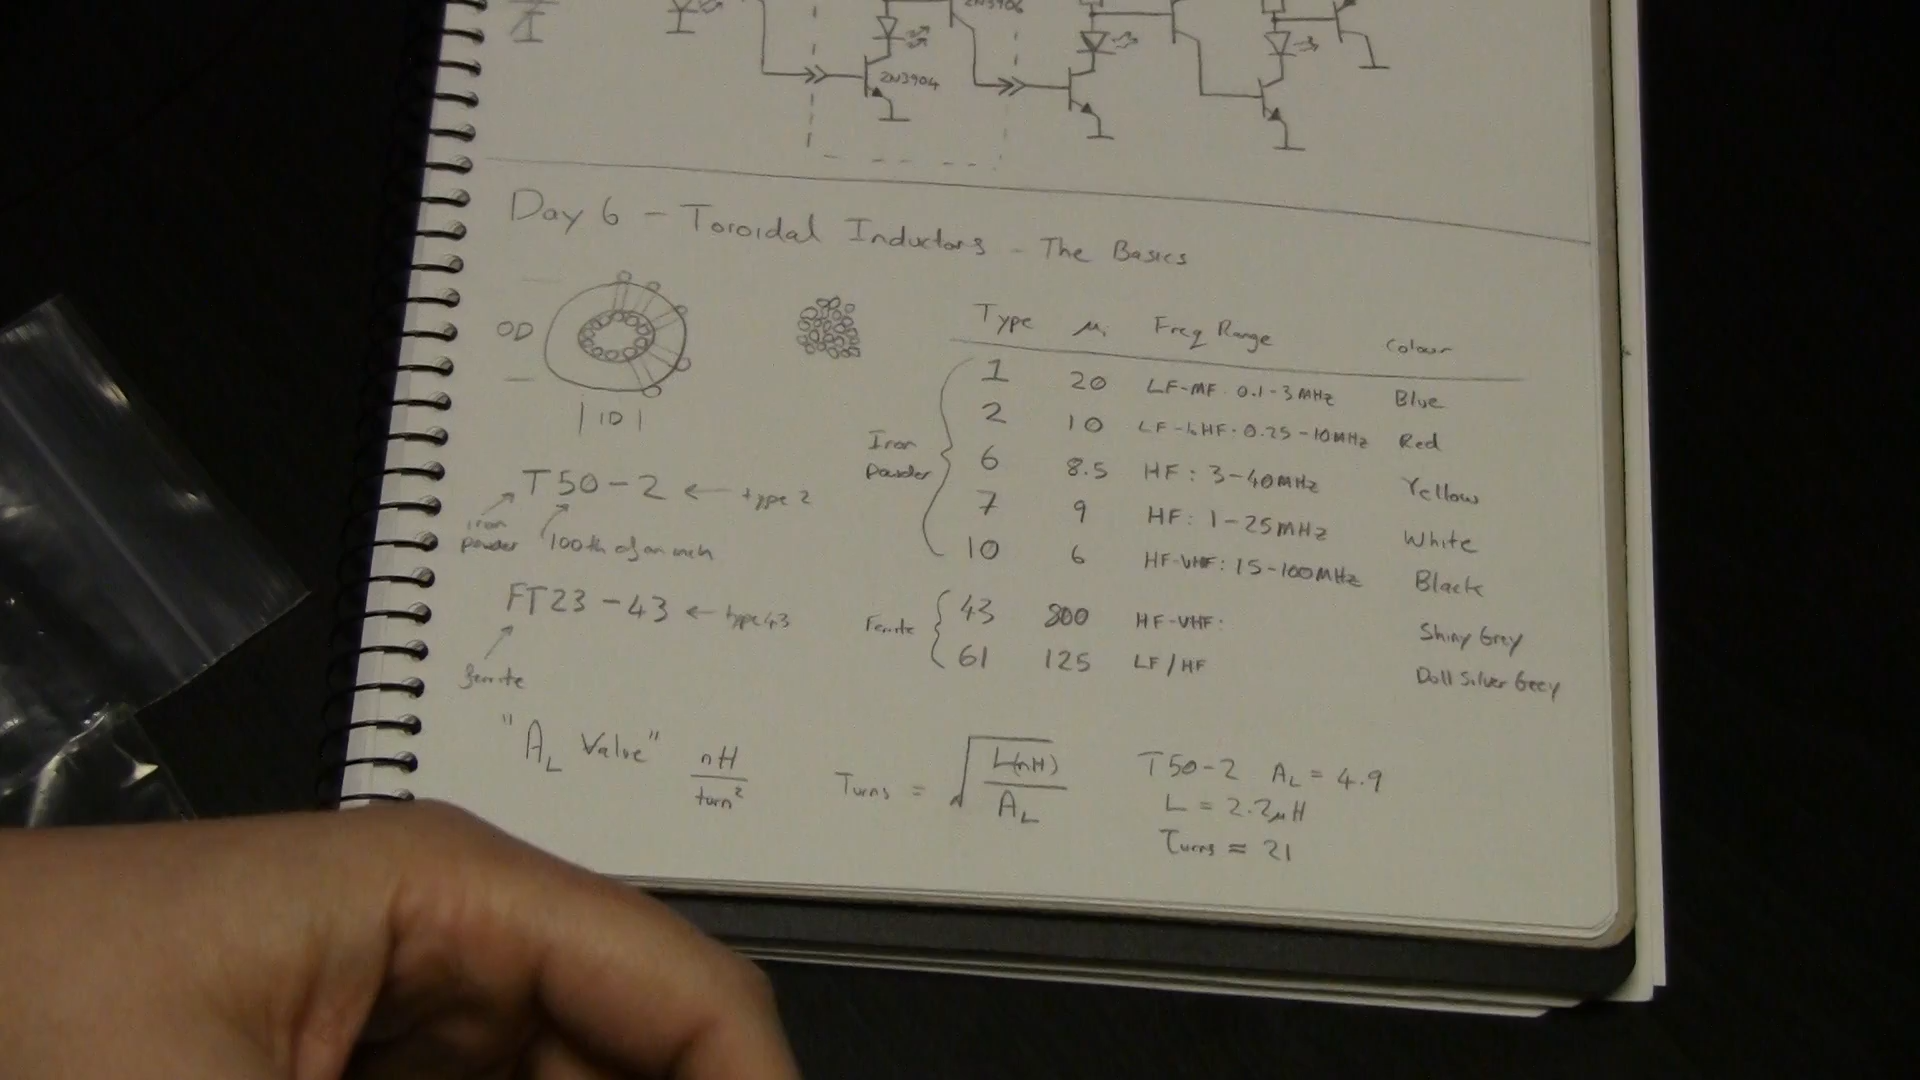 2N3906
2N3904
Day 6 - Toroidal Inductors - The Basics
OD
|ID|
T50-2 ← type 2
iron powder
100th of an inch
FT23-43 ← type 43
ferrite
Type μi Freq Range Colour
Iron powder
1 20 LF-MF: 0.1-3MHz Blue
2 10 LF-HF: 0.25-10MHz Red
6 8.5 HF: 3-40MHz Yellow
7 9 HF: 1-25MHz White
10 6 HF-VHF: 15-100MHz Black
Ferrite
43 800 HF-VHF: Shiny Grey
61 125 LF/HF Doll Silver Grey
"AL Value" nH/turn²
Turns = √(L(nH)/AL)
T50-2 AL = 4.9
L = 2.2μH
Turns ≈ 21